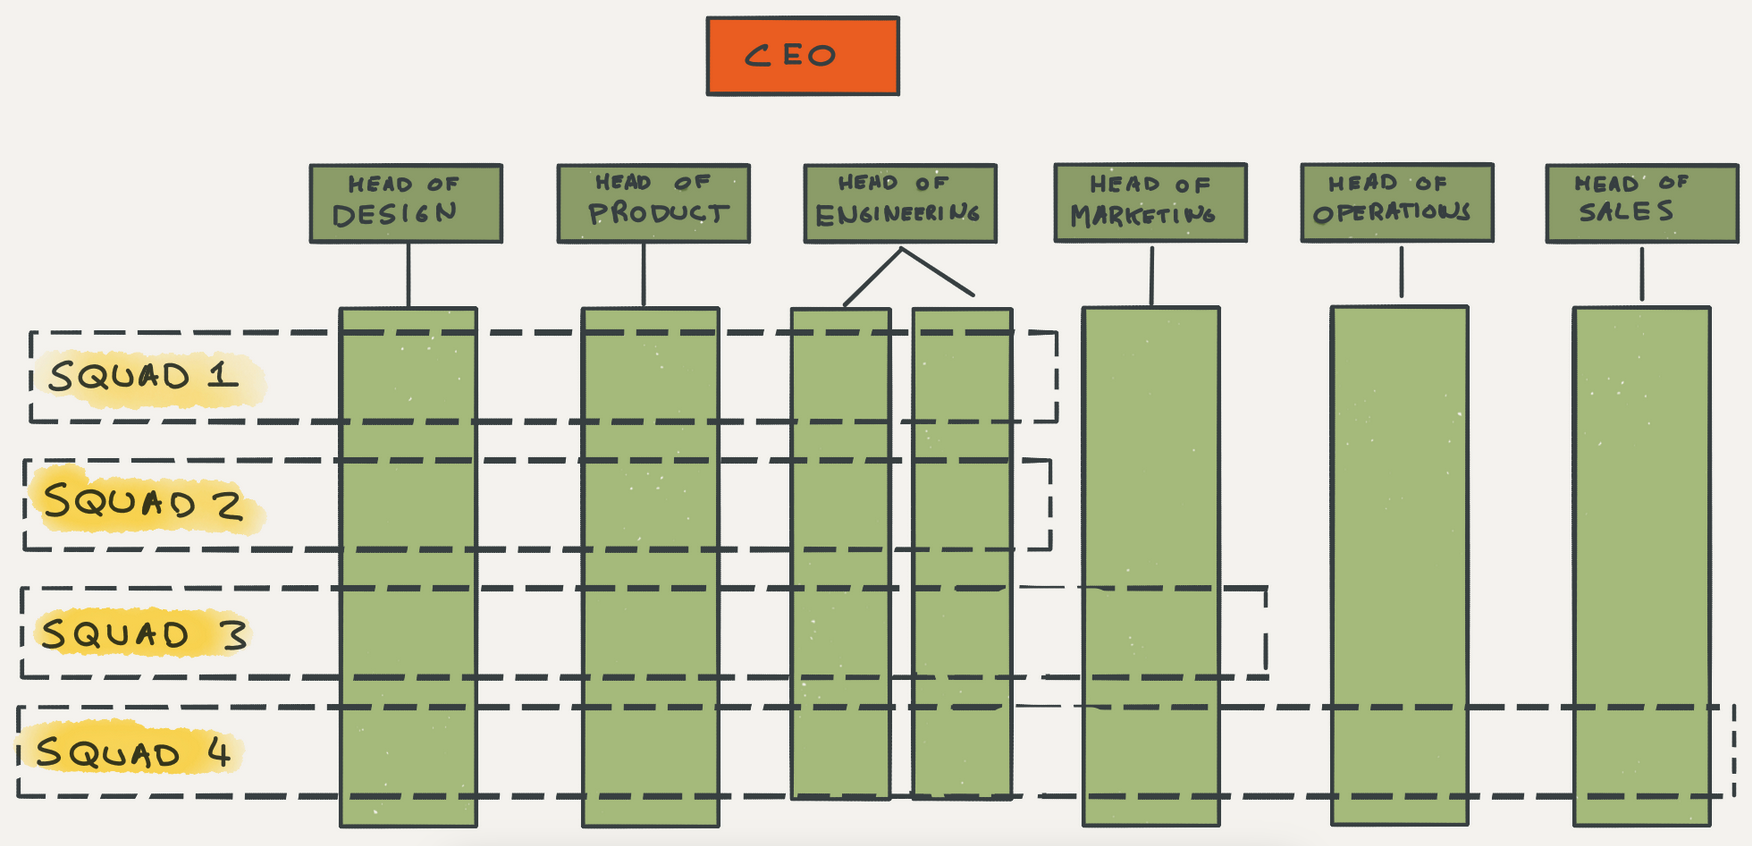 CEO
HEAD OF
DESIGN
HEAD OF
PRODUCT
HEAD OF
ENGINEERING
HEAD OF
MARKETING
HEAD OF
OPERATIONS
HEAD OF
SALES
SQUAD 1
SQUAD 2
SQUAD 3
SQUAD 4